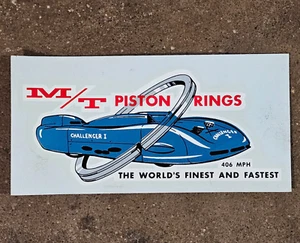 M/T PISTON RINGS
CHALLENGER I
CHALLENGER I
406 MPH
THE WORLD'S FINEST AND FASTEST